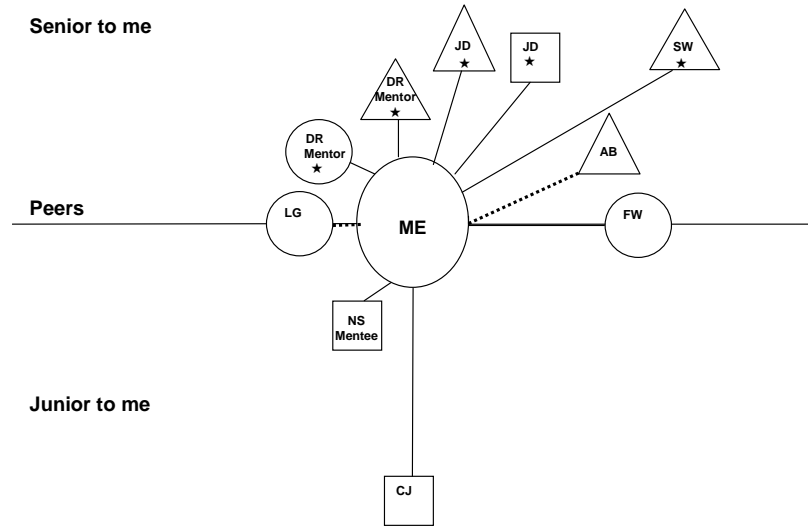 Senior to me
JD
★
JD
★
SW
★
DR
Mentor
★
DR
Mentor
★
AB
Peers
LG
ME
FW
NS
Mentee
Junior to me
CJ